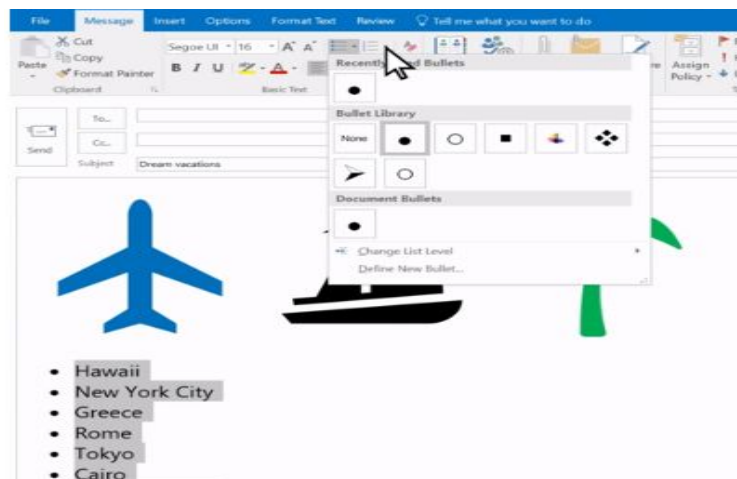 File Message Insert Options Format Text Review Tell me what you want to do
Cut
Copy
Format Painter
Paste
Clipboard
Segoe UI 16 A A
B I U A
Basic Text
Assign
Policy
Recently Bullets
Bullet Library
None
Document Bullets
Change List Level
Define New Bullet...
Send
To...
Cc...
Subject Dream vacations
Hawaii
New York City
Greece
Rome
Tokyo
Cairo